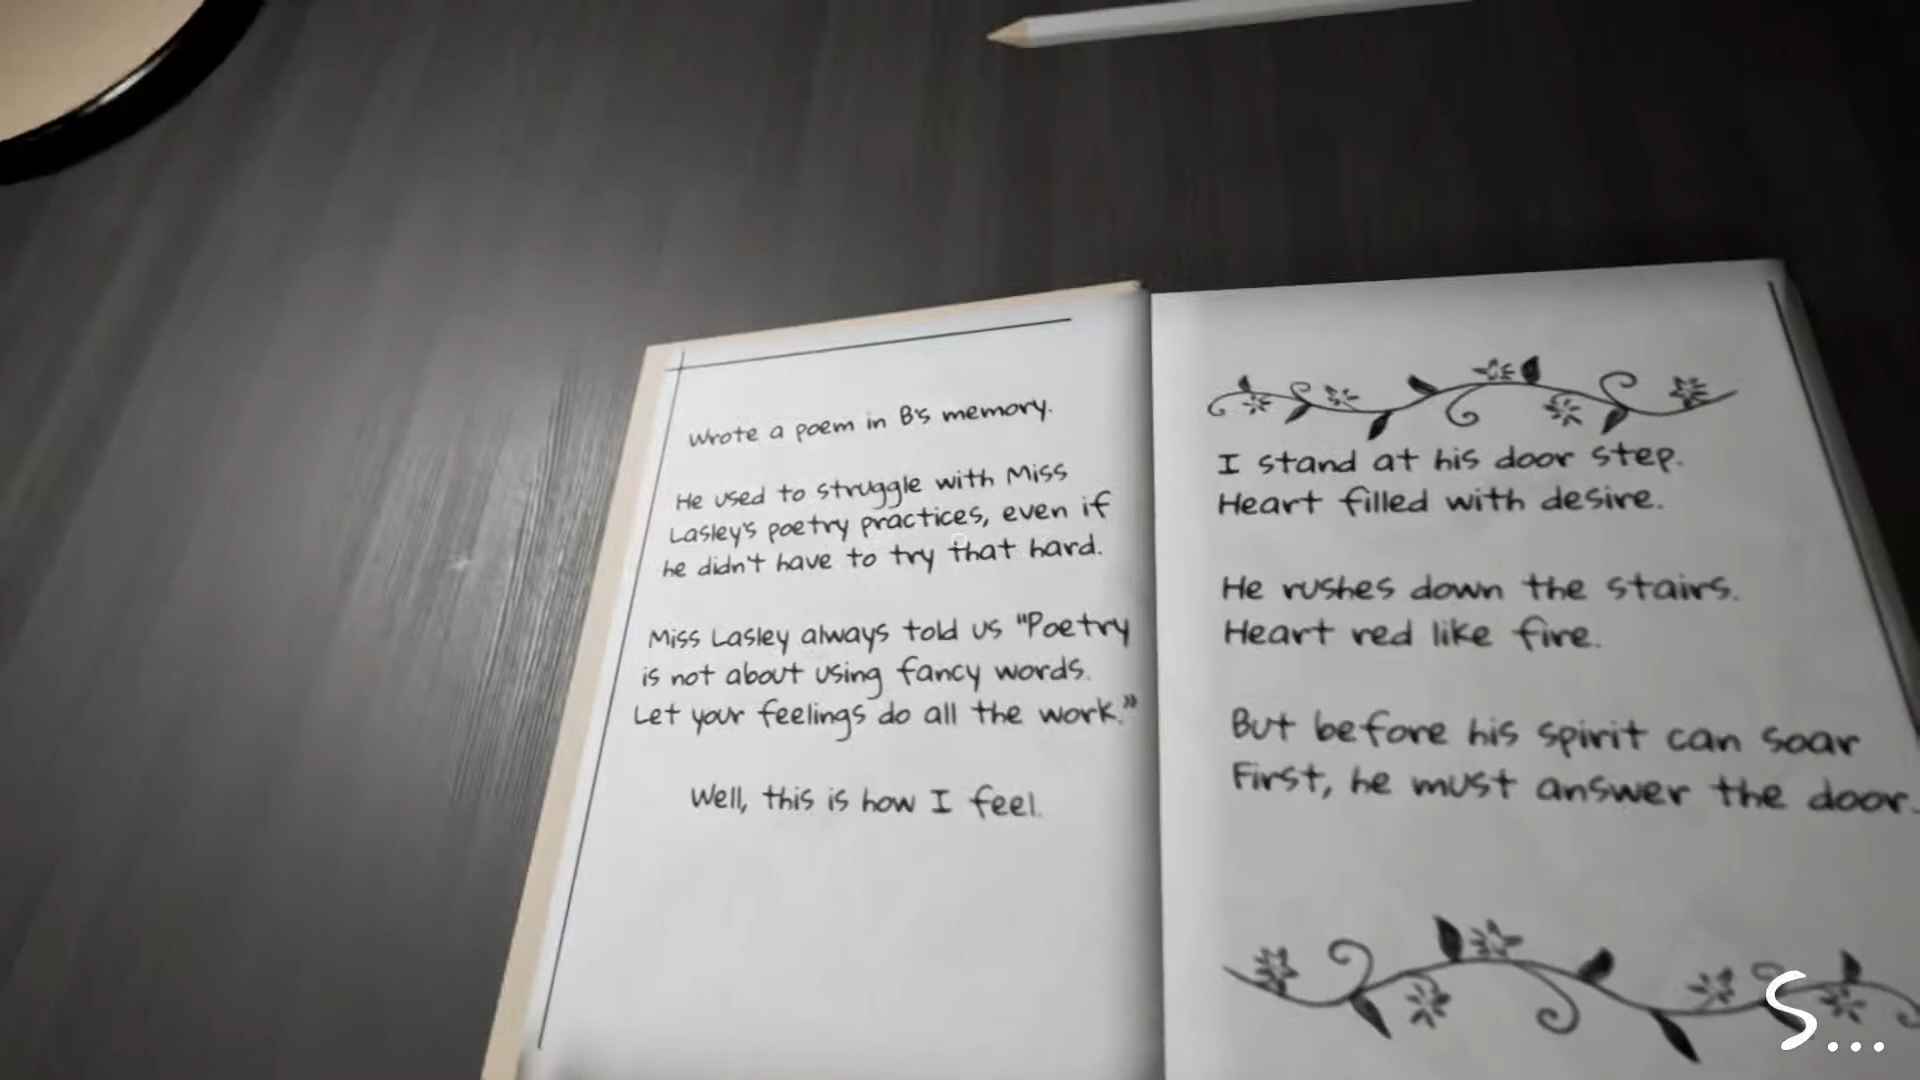 Wrote a poem in B's memory.
He used to struggle with Miss
Lasley's poetry practices, even if
he didn't have to try that hard.
Miss Lasley always told us "Poetry
is not about using fancy words.
Let your feelings do all the work."
Well, this is how I feel.
I stand at his door step.
Heart filled with desire.
He rushes down the stairs.
Heart red like fire.
But before his spirit can soar
First, he must answer the door.
S...